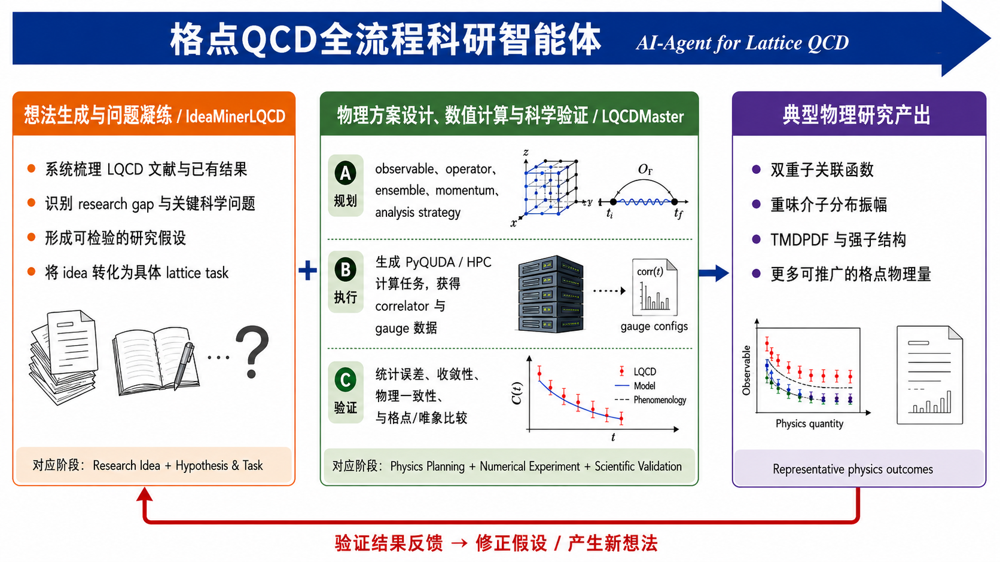 格点QCD全流程科研智能体 AI-Agent for Lattice QCD
想法生成与问题凝练 / IdeaMinerLQCD
系统梳理 LQCD 文献与已有结果
识别 research gap 与关键科学问题
形成可检验的研究假设
将 idea 转化为具体 lattice task
...?
对应阶段：Research Idea + Hypothesis & Task
+
物理方案设计、数值计算与科学验证 / LQCDMaster
A
规划
observable、operator、
ensemble、momentum、
analysis strategy
z
y
x
O_Γ
t_i
t_f
B
执行
生成 PyQUDA / HPC
计算任务，获得
correlator 与
gauge 数据
corr(t)
gauge configs
C
验证
统计误差、收敛性、
物理一致性、
与格点/唯象比较
C(t)
t
LQCD
Model
Phenomenology
对应阶段：Physics Planning + Numerical Experiment + Scientific Validation
典型物理研究产出
双重子关联函数
重味介子分布振幅
TMDPDF 与强子结构
更多可推广的格点物理量
Observable
Physics quantity
Representative physics outcomes
验证结果反馈 → 修正假设 / 产生新想法